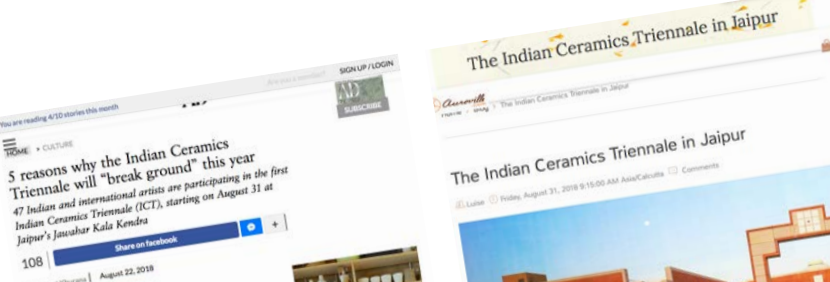 You are reading 4/10 stories this month
Are you a member?
SIGN UP / LOGIN
AD
SUBSCRIBE
HOME
CULTURE
5 reasons why the Indian Ceramics
Triennale will “break ground” this year
47 Indian and international artists are participating in the first
Indian Ceramics Triennale (ICT), starting on August 31 at
Jaipur's Jawahar Kala Kendra
108
Share on facebook
+
August 22, 2018
The Indian Ceramics Triennale in Jaipur
auroville
Home > Blog > The Indian Ceramics Triennale in Jaipur
The Indian Ceramics Triennale in Jaipur
Luise Friday, August 31, 2018 9:15:00 AM Asia/Calcutta Comments